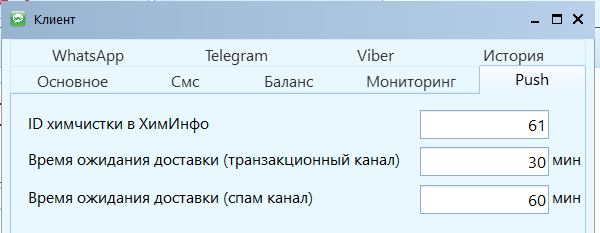 Клиент
WhatsApp Telegram Viber История
Основное Смс Баланс Мониторинг Push
ID химчистки в ХимИнфо 61
Время ожидания доставки (транзакционный канал) 30 мин
Время ожидания доставки (спам канал) 60 мин